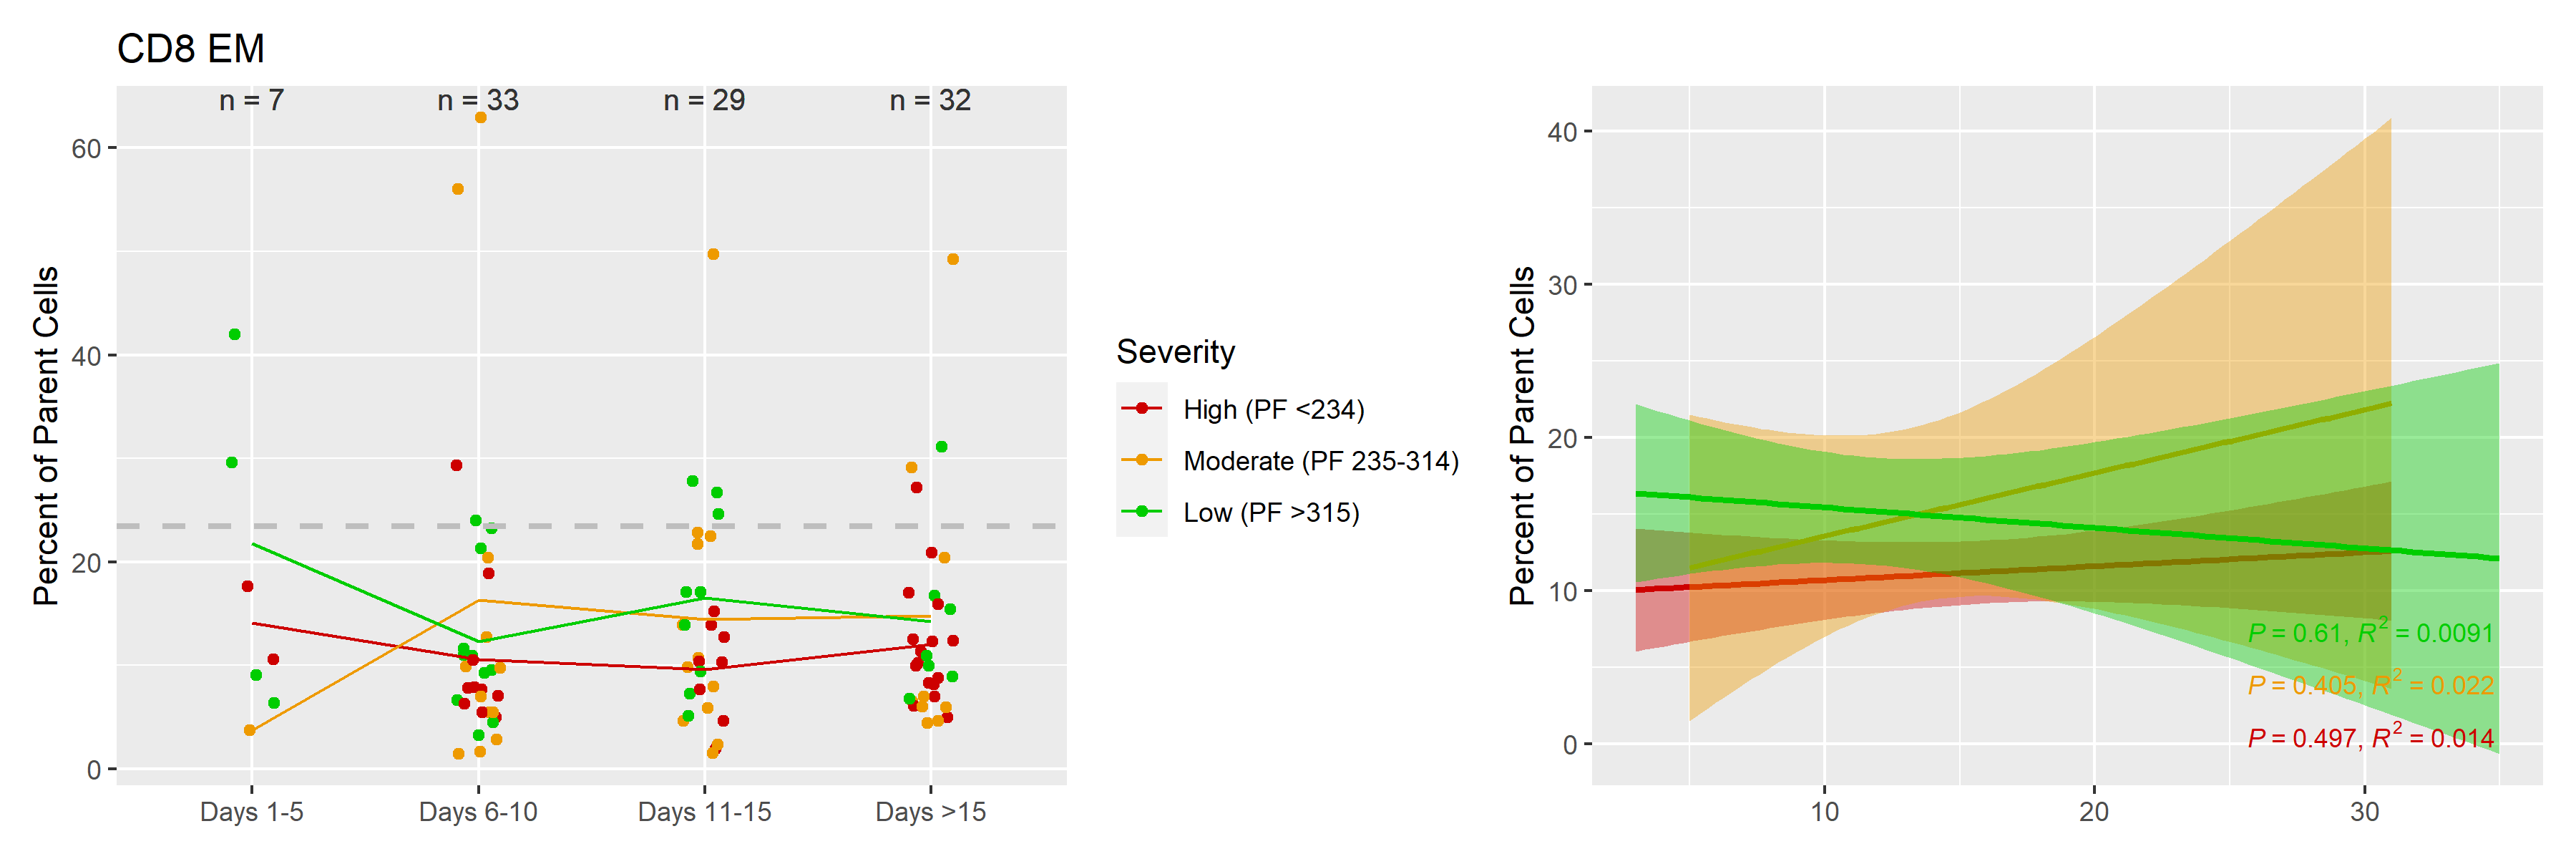 CD8 EM
n = 7
n = 33
n = 29
n = 32
Percent of Parent Cells
60
40
20
0
Days 1-5
Days 6-10
Days 11-15
Days >15
Severity
High (PF <234)
Moderate (PF 235-314)
Low (PF >315)
Percent of Parent Cells
40
30
20
10
0
P = 0.61, R² = 0.0091
P = 0.405, R² = 0.022
P = 0.497, R² = 0.014
10
20
30